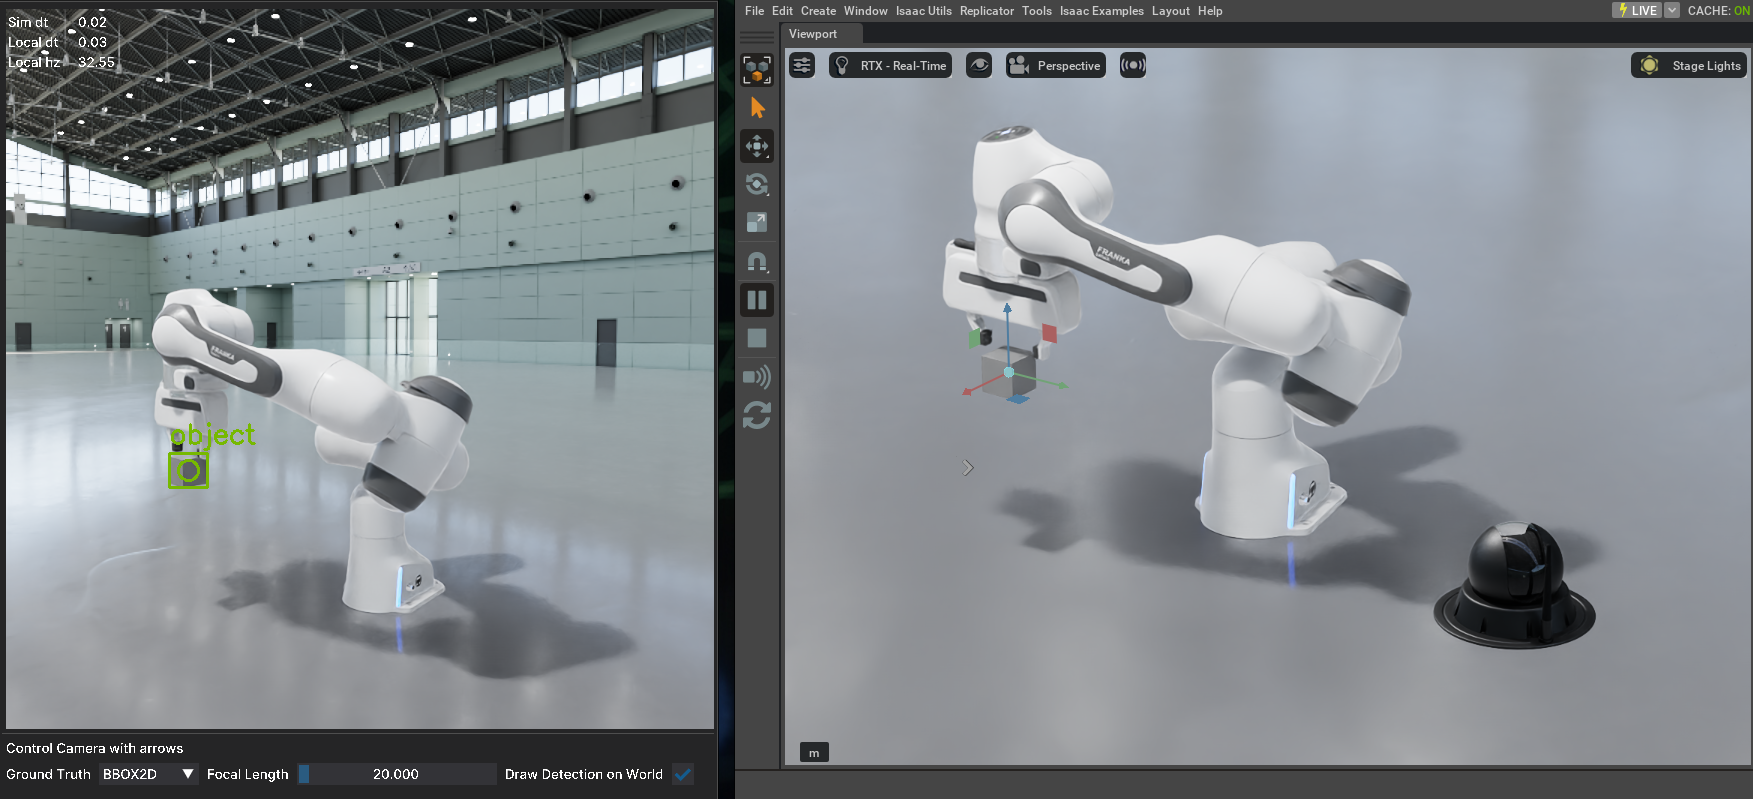 Sim dt 0.02
Local dt 0.03
Local hz 32.55
FRANKA
object
Control Camera with arrows
Ground Truth BBOX2D Focal Length 20.000 Draw Detection on World
File Edit Create Window Isaac Utils Replicator Tools Isaac Examples Layout Help LIVE CACHE: ON
Viewport
RTX - Real-Time Perspective Stage Lights
FRANKA
m